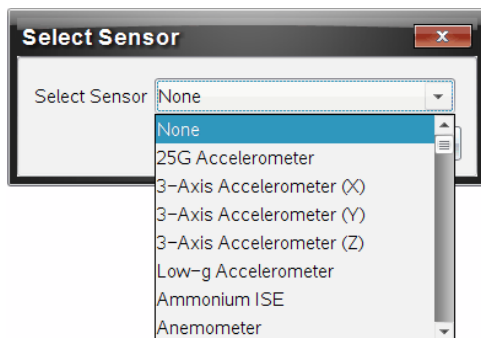 Select Sensor
Select Sensor None
None
25G Accelerometer
3-Axis Accelerometer (X)
3-Axis Accelerometer (Y)
3-Axis Accelerometer (Z)
Low-g Accelerometer
Ammonium ISE
Anemometer